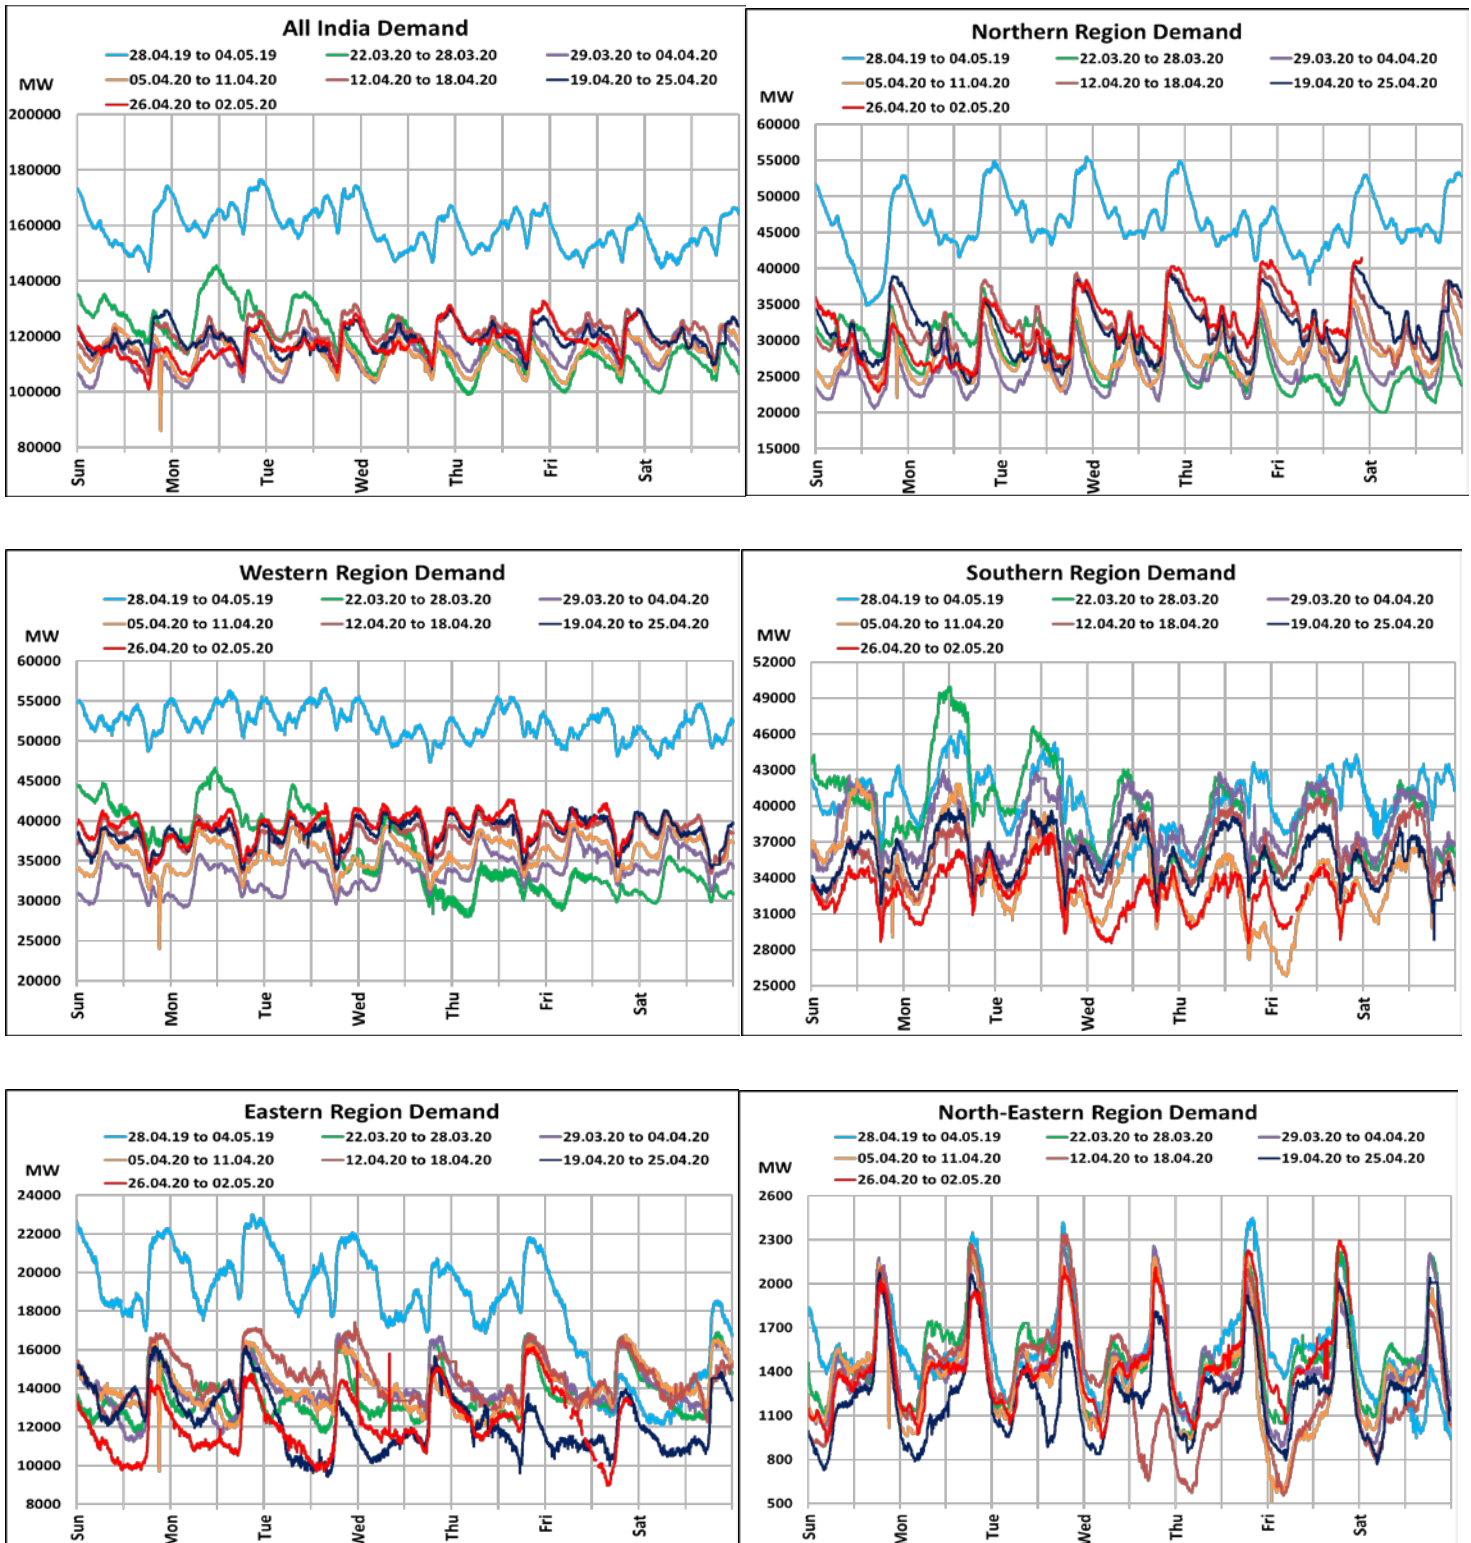 All India Demand
28.04.19 to 04.05.19 22.03.20 to 28.03.20 29.03.20 to 04.04.20
05.04.20 to 11.04.20 12.04.20 to 18.04.20 19.04.20 to 25.04.20
26.04.20 to 02.05.20
MW
200000
180000
160000
140000
120000
100000
80000
Sun Mon Tue Wed Thu Fri Sat
Northern Region Demand
28.04.19 to 04.05.19 22.03.20 to 28.03.20 29.03.20 to 04.04.20
05.04.20 to 11.04.20 12.04.20 to 18.04.20 19.04.20 to 25.04.20
26.04.20 to 02.05.20
MW
60000
55000
50000
45000
40000
35000
30000
25000
20000
15000
Sun Mon Tue Wed Thu Fri Sat
Western Region Demand
28.04.19 to 04.05.19 22.03.20 to 28.03.20 29.03.20 to 04.04.20
05.04.20 to 11.04.20 12.04.20 to 18.04.20 19.04.20 to 25.04.20
26.04.20 to 02.05.20
MW
60000
55000
50000
45000
40000
35000
30000
25000
20000
Sun Mon Tue Wed Thu Fri Sat
Southern Region Demand
28.04.19 to 04.05.19 22.03.20 to 28.03.20 29.03.20 to 04.04.20
05.04.20 to 11.04.20 12.04.20 to 18.04.20 19.04.20 to 25.04.20
26.04.20 to 02.05.20
MW
52000
49000
46000
43000
40000
37000
34000
31000
28000
25000
Sun Mon Tue Wed Thu Fri Sat
Eastern Region Demand
28.04.19 to 04.05.19 22.03.20 to 28.03.20 29.03.20 to 04.04.20
05.04.20 to 11.04.20 12.04.20 to 18.04.20 19.04.20 to 25.04.20
26.04.20 to 02.05.20
MW
24000
22000
20000
18000
16000
14000
12000
10000
8000
Sun Mon Tue Wed Thu Fri Sat
North-Eastern Region Demand
28.04.19 to 04.05.19 22.03.20 to 28.03.20 29.03.20 to 04.04.20
05.04.20 to 11.04.20 12.04.20 to 18.04.20 19.04.20 to 25.04.20
26.04.20 to 02.05.20
MW
2600
2300
2000
1700
1400
1100
800
500
Sun Mon Tue Wed Thu Fri Sat